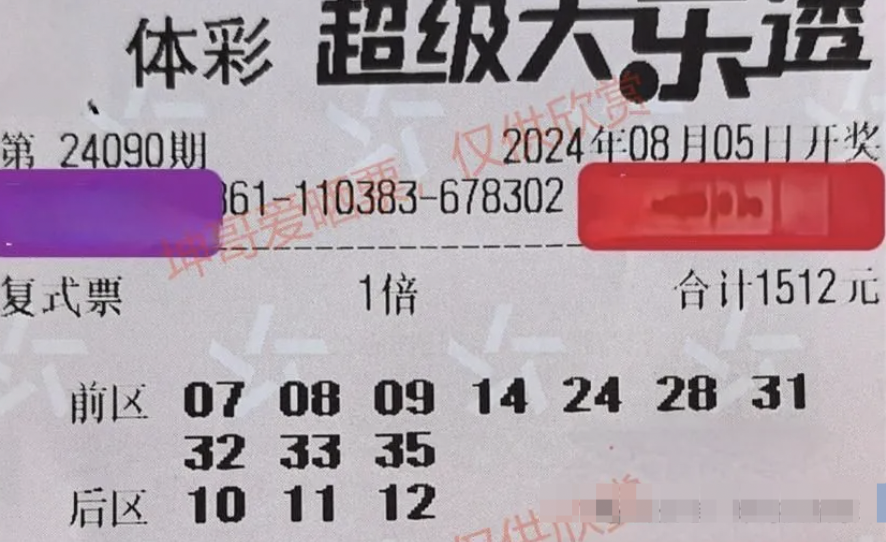 体彩 超级大乐透
第 24090期 2024年08月05日开奖
361-110383-678302
坤哥爱晒票,仅供欣赏
复式票 1倍 合计1512元
前区 07 08 09 14 24 28 31
32 33 35
后区 10 11 12
仅供欣赏